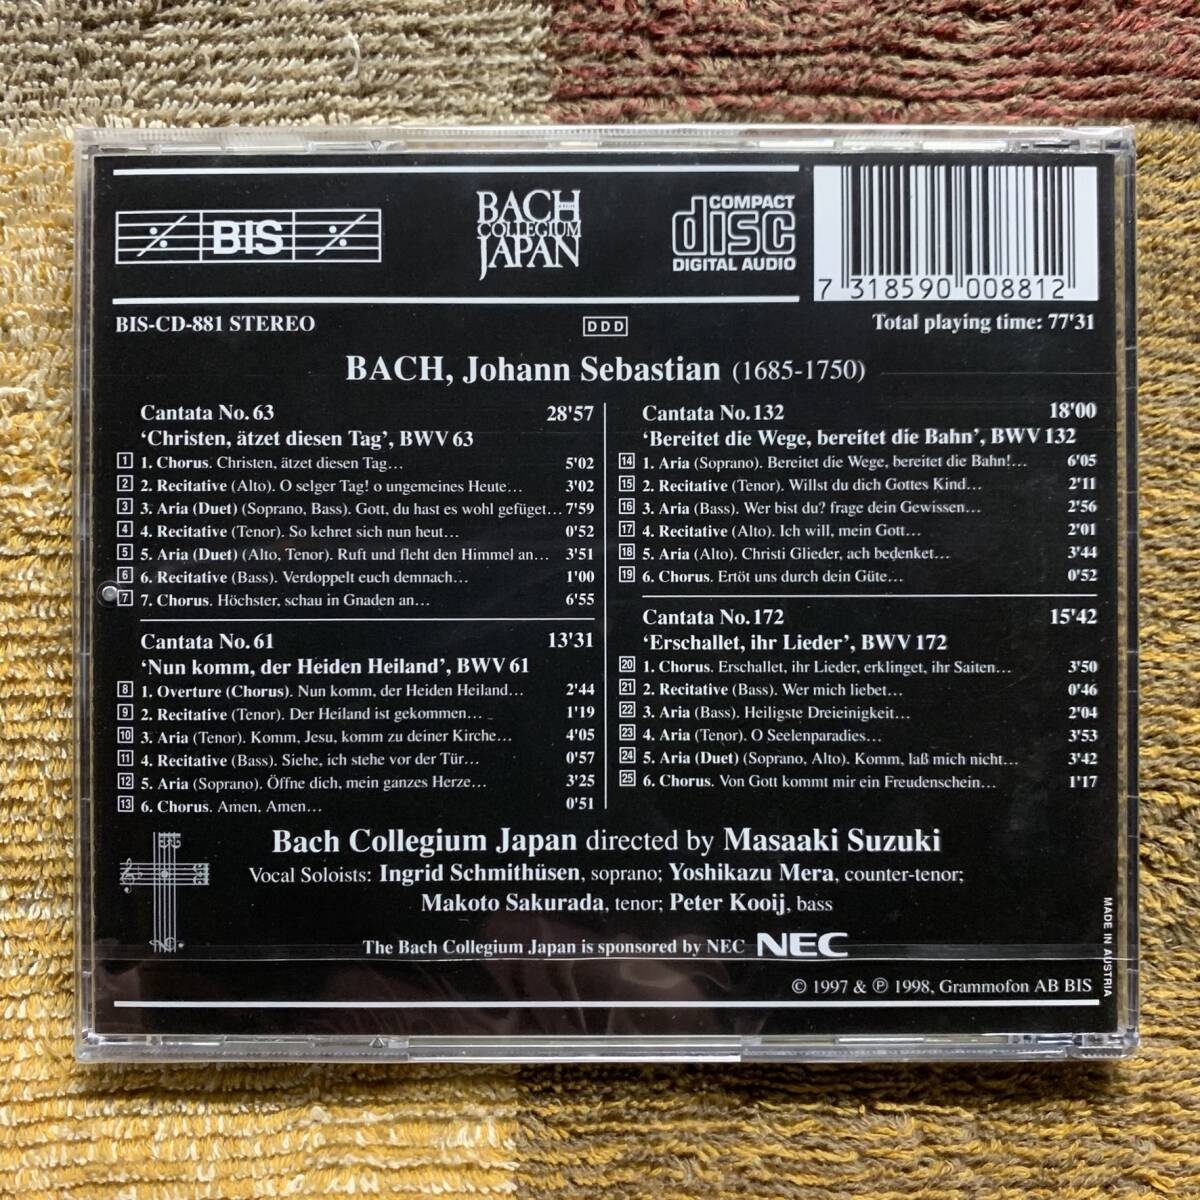 BIS
BACH
COLLEGIUM
JAPAN
COMPACT
disc
DIGITAL AUDIO
7 318590 008812
BIS-CD-881 STEREO
DDD
Total playing time: 77'31
BACH, Johann Sebastian (1685-1750)
Cantata No. 63 28'57
‘Christen, ätzet diesen Tag’, BWV 63
1 1. Chorus. Christen, ätzet diesen Tag… 5'02
2 2. Recitative (Alto). O selger Tag! o ungemeines Heute… 3'02
3 3. Aria (Duet) (Soprano, Bass). Gott, du hast es wohl gefüget… 7'59
4 4. Recitative (Tenor). So kehret sich nun heut… 0'52
5 5. Aria (Duet) (Alto, Tenor). Ruft und fleht den Himmel an… 3'51
6 6. Recitative (Bass). Verdoppelt euch demnach… 1'00
7 7. Chorus. Höchster, schau in Gnaden an… 6'55
Cantata No. 61 13'31
‘Nun komm, der Heiden Heiland’, BWV 61
8 1. Overture (Chorus). Nun komm, der Heiden Heiland… 2'44
9 2. Recitative (Tenor). Der Heiland ist gekommen… 1'19
10 3. Aria (Tenor). Komm, Jesu, komm zu deiner Kirche… 4'05
11 4. Recitative (Bass). Siehe, ich stehe vor der Tür… 0'57
12 5. Aria (Soprano). Öffne dich, mein ganzes Herze… 3'25
13 6. Chorus. Amen, Amen… 0'51
Cantata No. 132 18'00
‘Bereitet die Wege, bereitet die Bahn’, BWV 132
14 1. Aria (Soprano). Bereitet die Wege, bereitet die Bahn!… 6'05
15 2. Recitative (Tenor). Willst du dich Gottes Kind… 2'11
16 3. Aria (Bass). Wer bist du? frage dein Gewissen… 2'56
17 4. Recitative (Alto). Ich will, mein Gott… 2'01
18 5. Aria (Alto). Christi Glieder, ach bedenket… 3'44
19 6. Chorus. Ertöt uns durch dein Güte… 0'52
Cantata No. 172 15'42
‘Erschallet, ihr Lieder’, BWV 172
20 1. Chorus. Erschallet, ihr Lieder, erklinget, ihr Saiten… 3'50
21 2. Recitative (Bass). Wer mich liebet… 0'46
22 3. Aria (Bass). Heiligste Dreieinigkeit… 2'04
23 4. Aria (Tenor). O Seelenparadies… 3'53
24 5. Aria (Duet) (Soprano, Alto). Komm, laß mich nicht… 3'42
25 6. Chorus. Von Gott kommt mir ein Freudenschein… 1'17
Bach Collegium Japan directed by Masaaki Suzuki
Vocal Soloists: Ingrid Schmithüsen, soprano; Yoshikazu Mera, counter-tenor;
Makoto Sakurada, tenor; Peter Kooij, bass
The Bach Collegium Japan is sponsored by NEC NEC
© 1997 & ℗ 1998, Grammofon AB BIS
MADE IN AUSTRIA